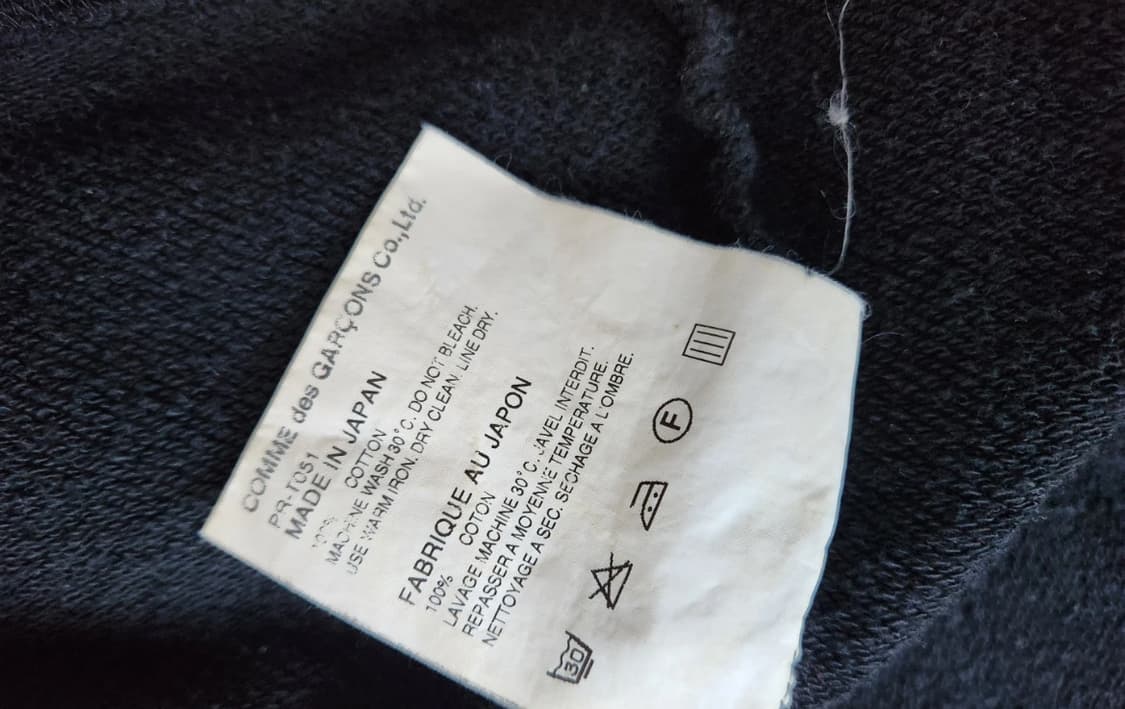 COMME des GARÇONS Co.,Ltd.
PR-T051
MADE IN JAPAN
100% COTTON
MACHINE WASH 30°C. DO NOT BLEACH.
USE WARM IRON. DRY CLEAN. LINE DRY.
FABRIQUE AU JAPON
100% COTON
LAVAGE MACHINE 30°C. JAVEL INTERDIT.
REPASSER A MOYENNE TEMPERATURE.
NETTOYAGE A SEC. SECHAGE A L'OMBRE.
30
F